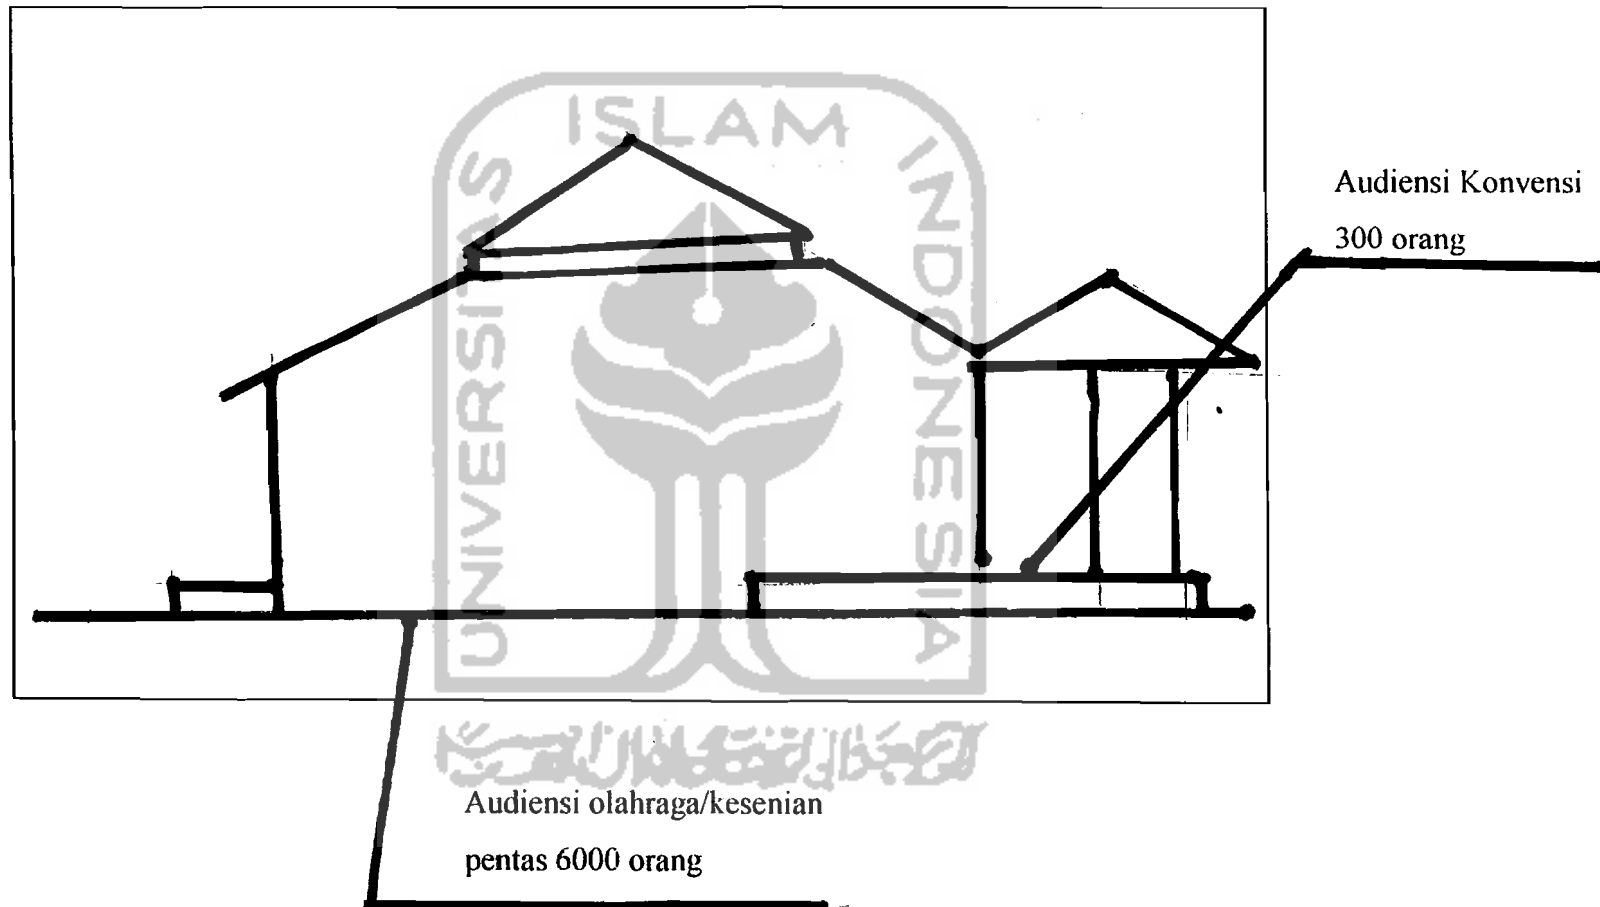 ISLAM
UNIVERSITAS
INDONESIA
Audiensi Konvensi
300 orang
Audiensi olahraga/kesenian
pentas 6000 orang